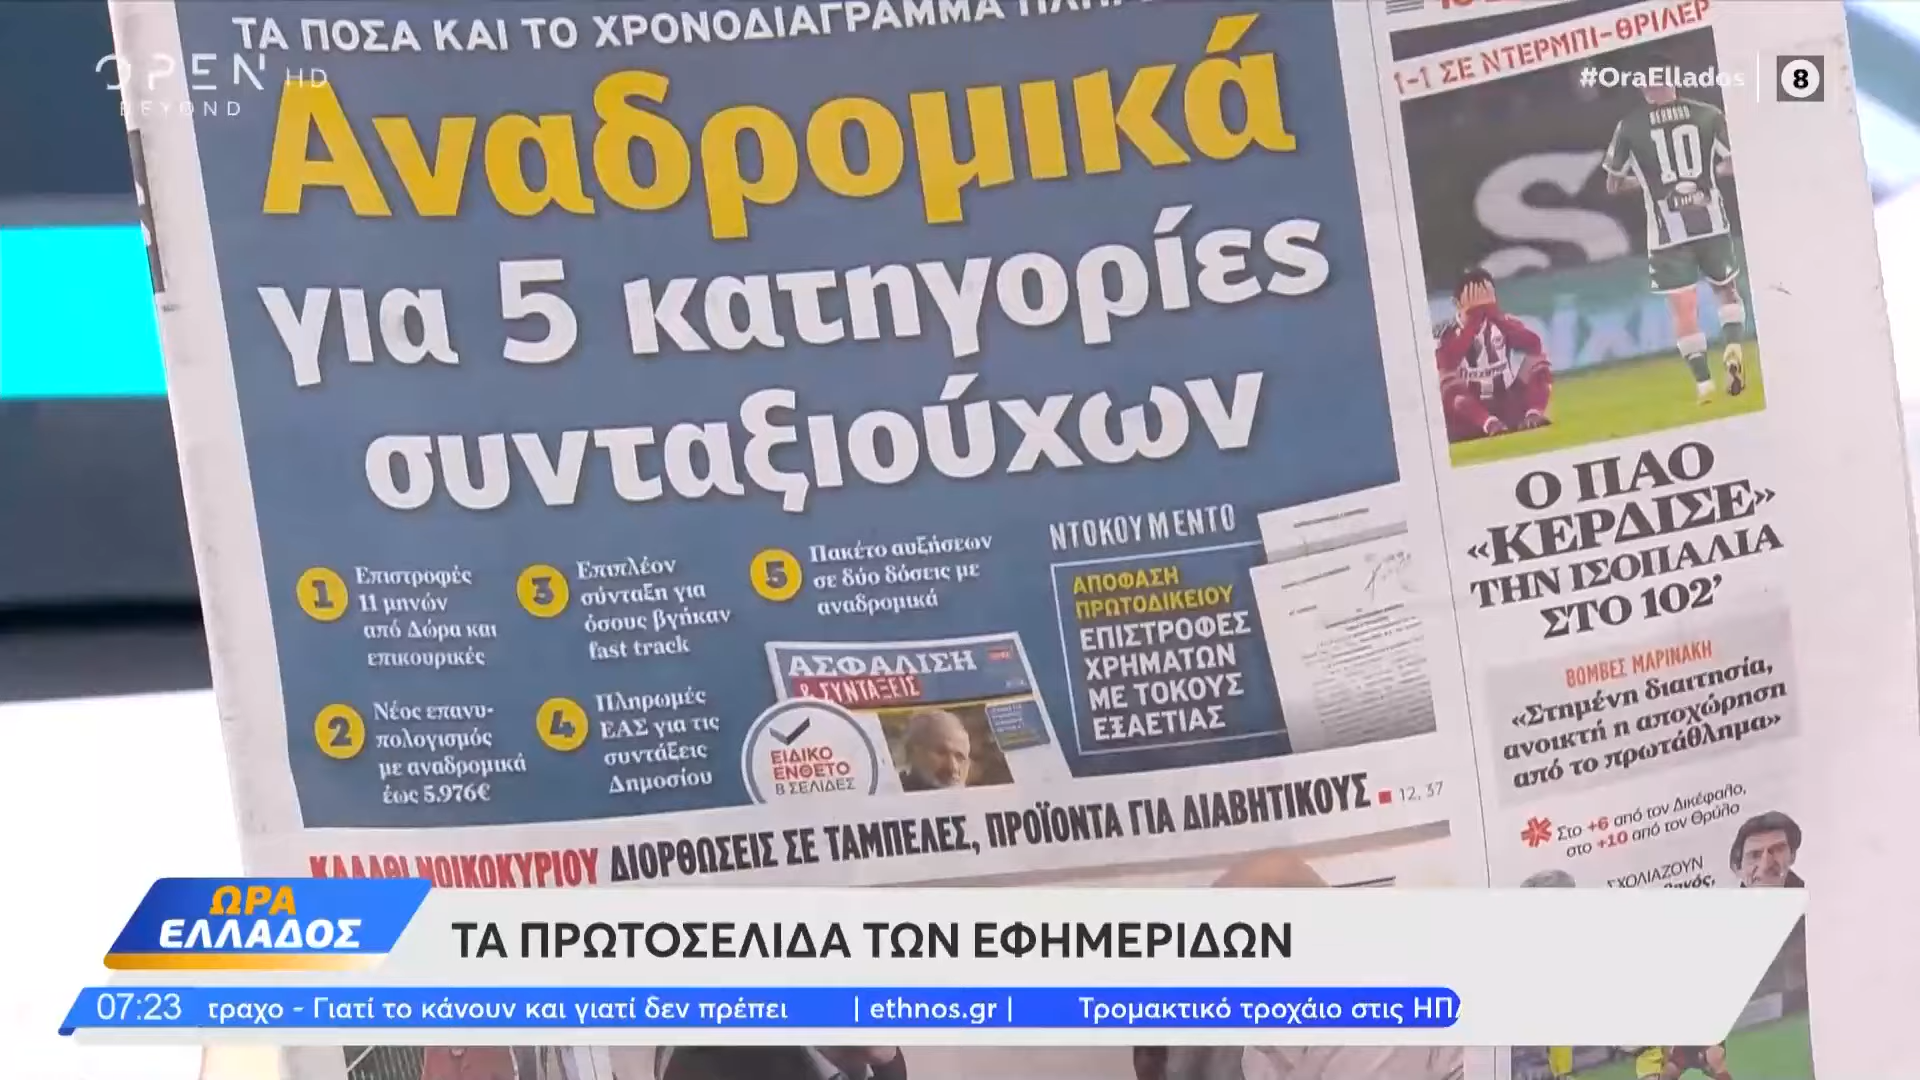 ΤΑ ΠΟΣΑ ΚΑΙ ΤΟ ΧΡΟΝΟΔΙΑΓΡΑΜΜΑ
OPEN HD
BEYOND
Αναδρομικά
για 5 κατηγορίες
συνταξιούχων
1 Επιστροφές
11 μηνών
από Δώρα και
επικουρικές
2 Νέος επανυ-
πολογισμός
με αναδρομικά
έως 5.976€
3 Επιπλέον
σύνταξη για
όσους βγήκαν
fast track
4 Πληρωμές
ΕΑΣ για τις
συντάξεις
Δημοσίου
5 Πακέτο αυξήσεων
σε δύο δόσεις με
αναδρομικά
ΑΣΦΑΛΙΣΗ
& ΣΥΝΤΑΞΕΙΣ
ΕΙΔΙΚΟ
ΕΝΘΕΤΟ
8 ΣΕΛΙΔΕΣ
ΝΤΟΚΟΥΜΕΝΤΟ
ΑΠΟΦΑΣΗ
ΠΡΩΤΟΔΙΚΕΙΟΥ
ΕΠΙΣΤΡΟΦΕΣ
ΧΡΗΜΑΤΩΝ
ΜΕ ΤΟΚΟΥΣ
ΕΞΑΕΤΙΑΣ
ΚΑΛΑΘΙ ΝΟΙΚΟΚΥΡΙΟΥ ΔΙΟΡΘΩΣΕΙΣ ΣΕ ΤΑΜΠΕΛΕΣ, ΠΡΟΪΟΝΤΑ ΓΙΑ ΔΙΑΒΗΤΙΚΟΥΣ 12, 37
1-1 ΣΕ ΝΤΕΡΜΠΙ-ΘΡΙΛΕΡ
#OraEllados
8
BERNARD
10
Ο ΠΑΟ
«ΚΕΡΔΙΣΕ»
ΤΗΝ ΙΣΟΠΑΛΙΑ
ΣΤΟ 102’
ΒΟΜΒΕΣ ΜΑΡΙΝΑΚΗ
«Στημένη διαιτησία,
ανοικτή η αποχώρηση
από το πρωτάθλημα»
Στο +6 από τον Δικέφαλο,
στο +10 από τον Θρύλο
ΣΧΟΛΙΑΖΟΥΝ
ΩΡΑ
ΕΛΛΑΔΟΣ
ΤΑ ΠΡΩΤΟΣΕΛΙΔΑ ΤΩΝ ΕΦΗΜΕΡΙΔΩΝ
07:23 τραχο - Γιατί το κάνουν και γιατί δεν πρέπει | ethnos.gr | Τρομακτικό τροχαίο στις ΗΠΑ